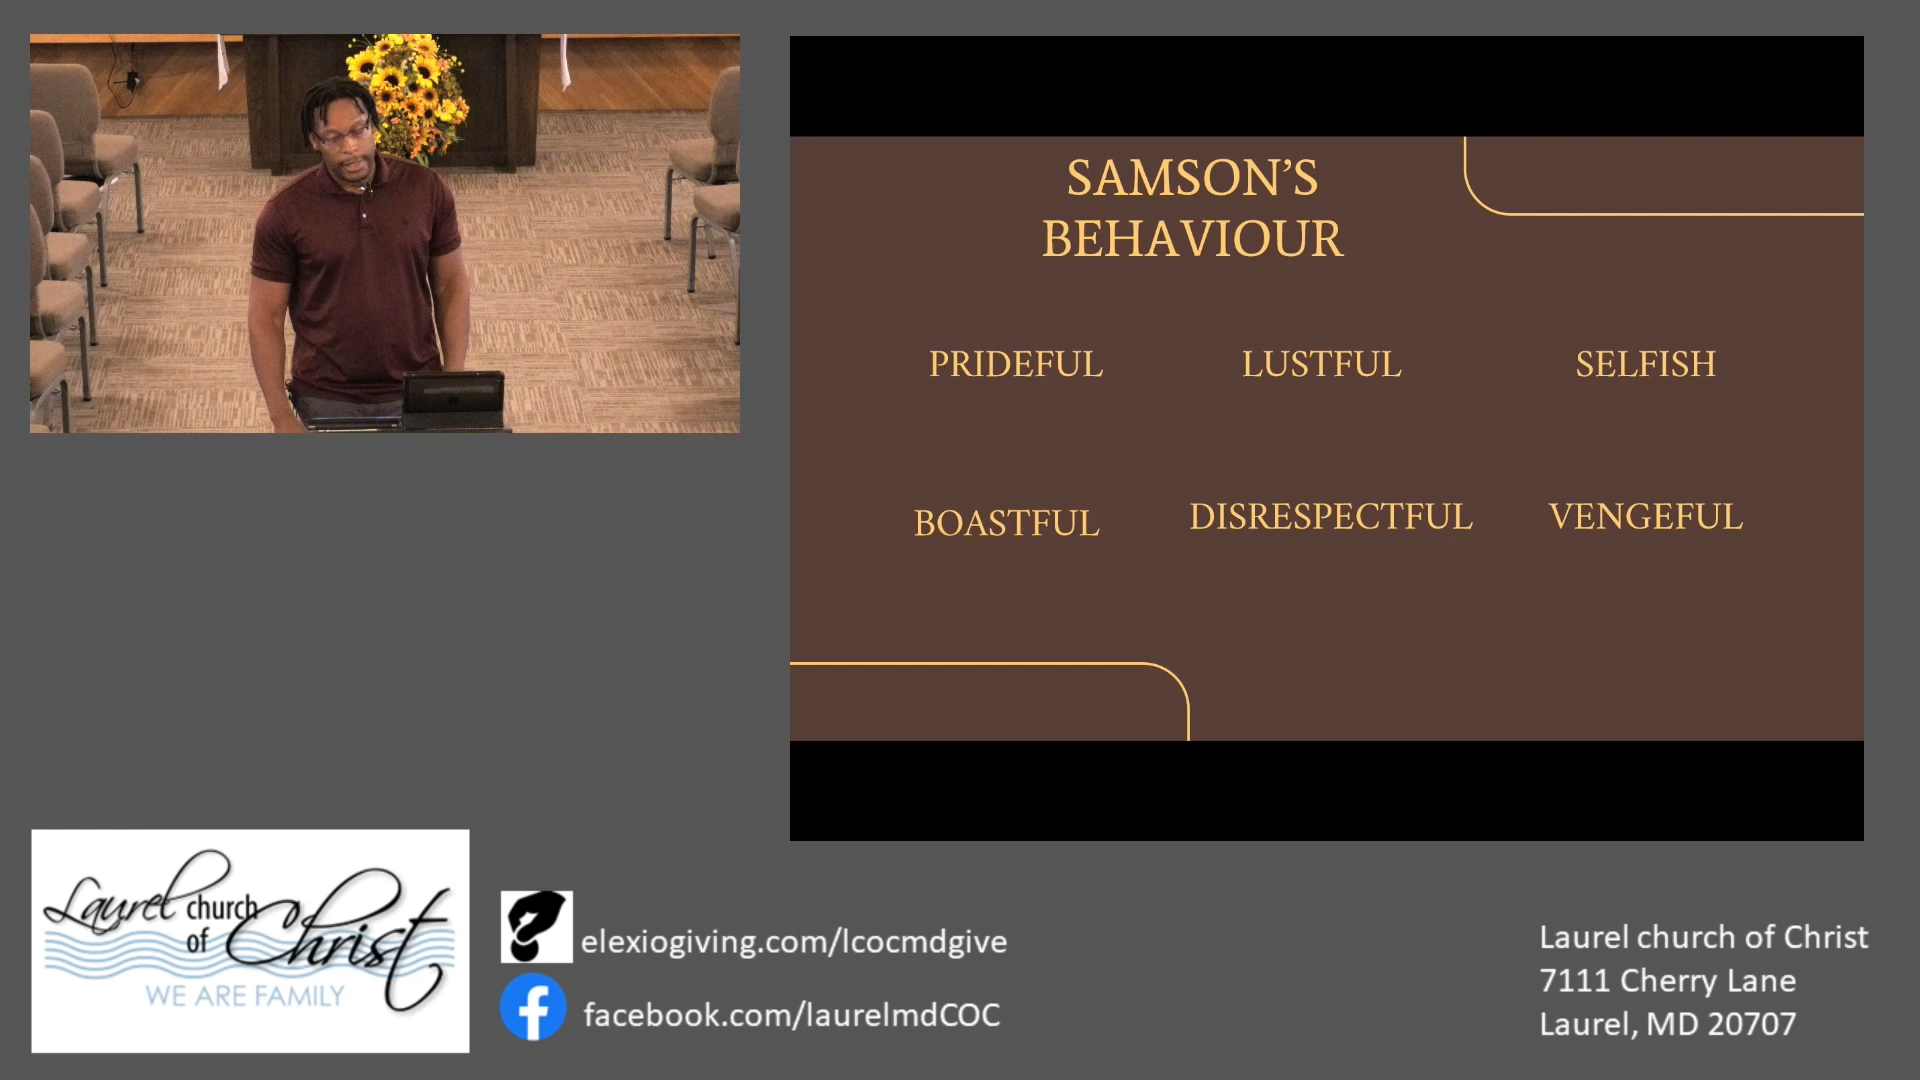 SAMSON’S
BEHAVIOUR
PRIDEFUL LUSTFUL SELFISH
BOASTFUL DISRESPECTFUL VENGEFUL
Laurel church
of Christ
WE ARE FAMILY
elexiogiving.com/lcocmdgive
facebook.com/laurelmdCOC
Laurel church of Christ
7111 Cherry Lane
Laurel, MD 20707